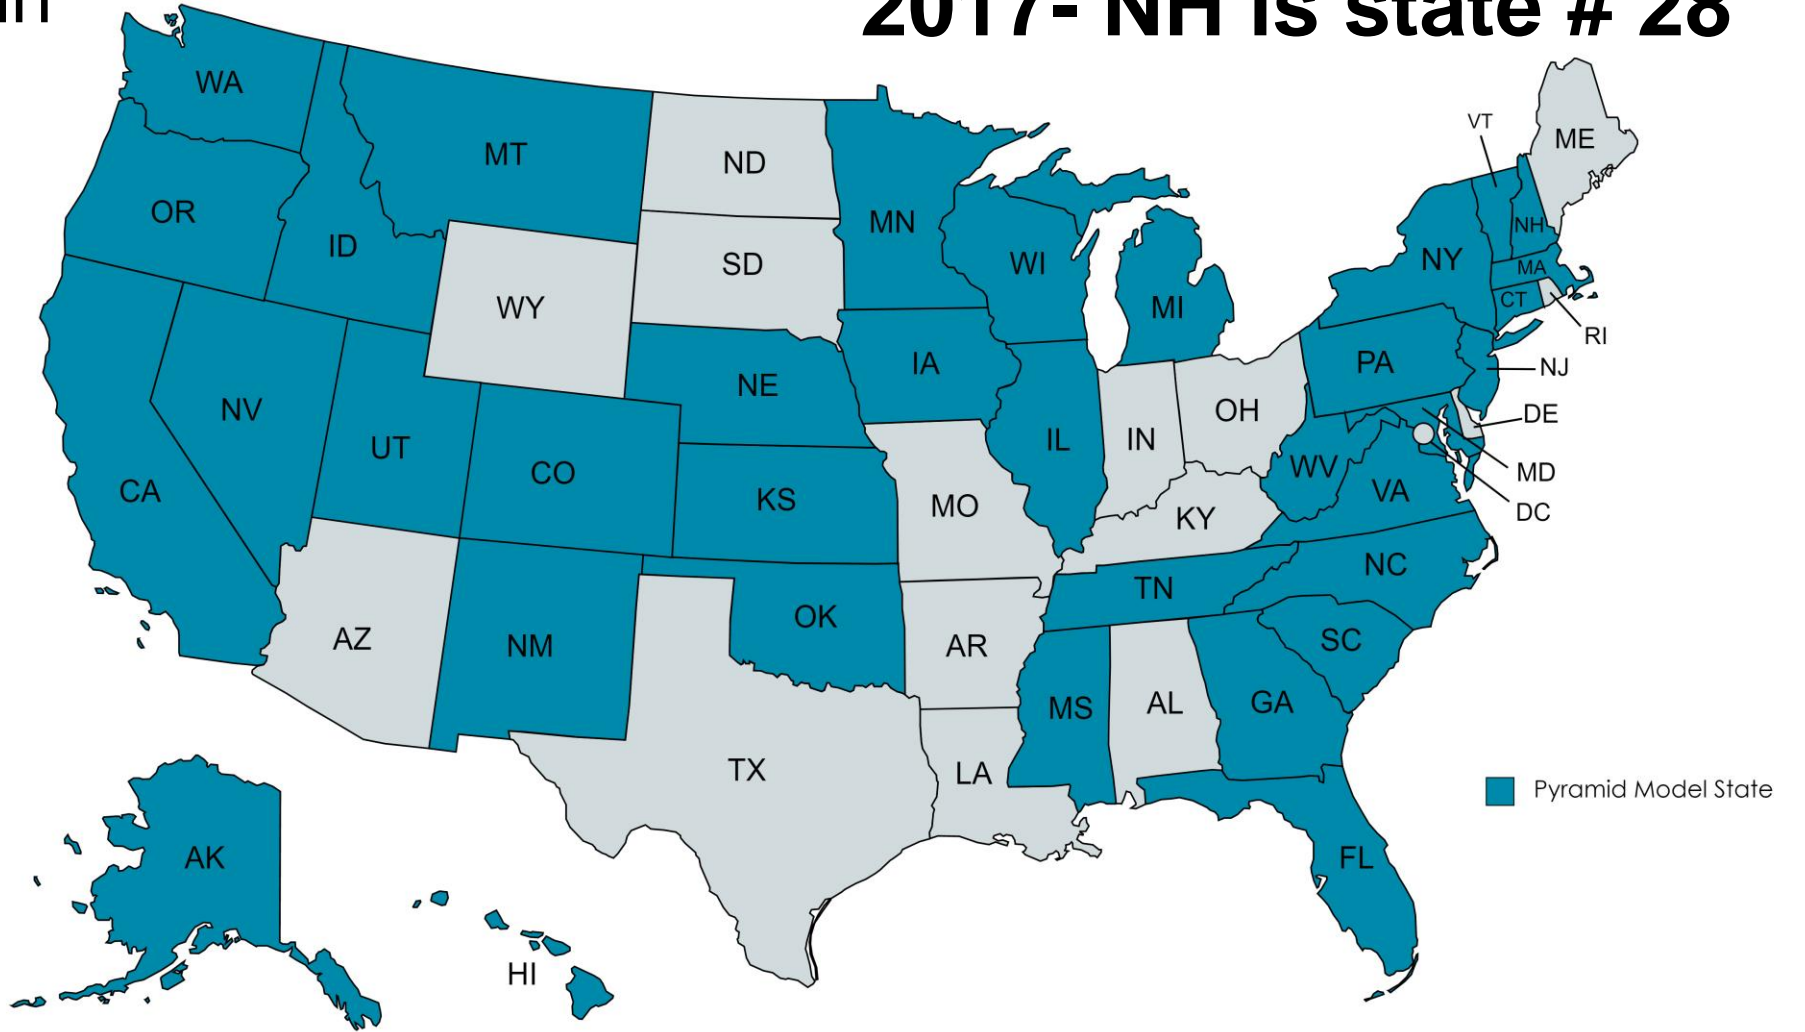 2017- NH is state # 28
WA
MT
ND
VT
ME
OR
ID
MN
NH
SD
WI
NY
MA
WY
MI
CT
RI
IA
PA
NJ
NE
NV
OH
DE
UT
IL
IN
CO
WV
MD
CA
KS
VA
MO
KY
DC
NC
TN
OK
AZ
NM
AR
SC
MS
AL
GA
TX
LA
Pyramid Model State
AK
FL
HI